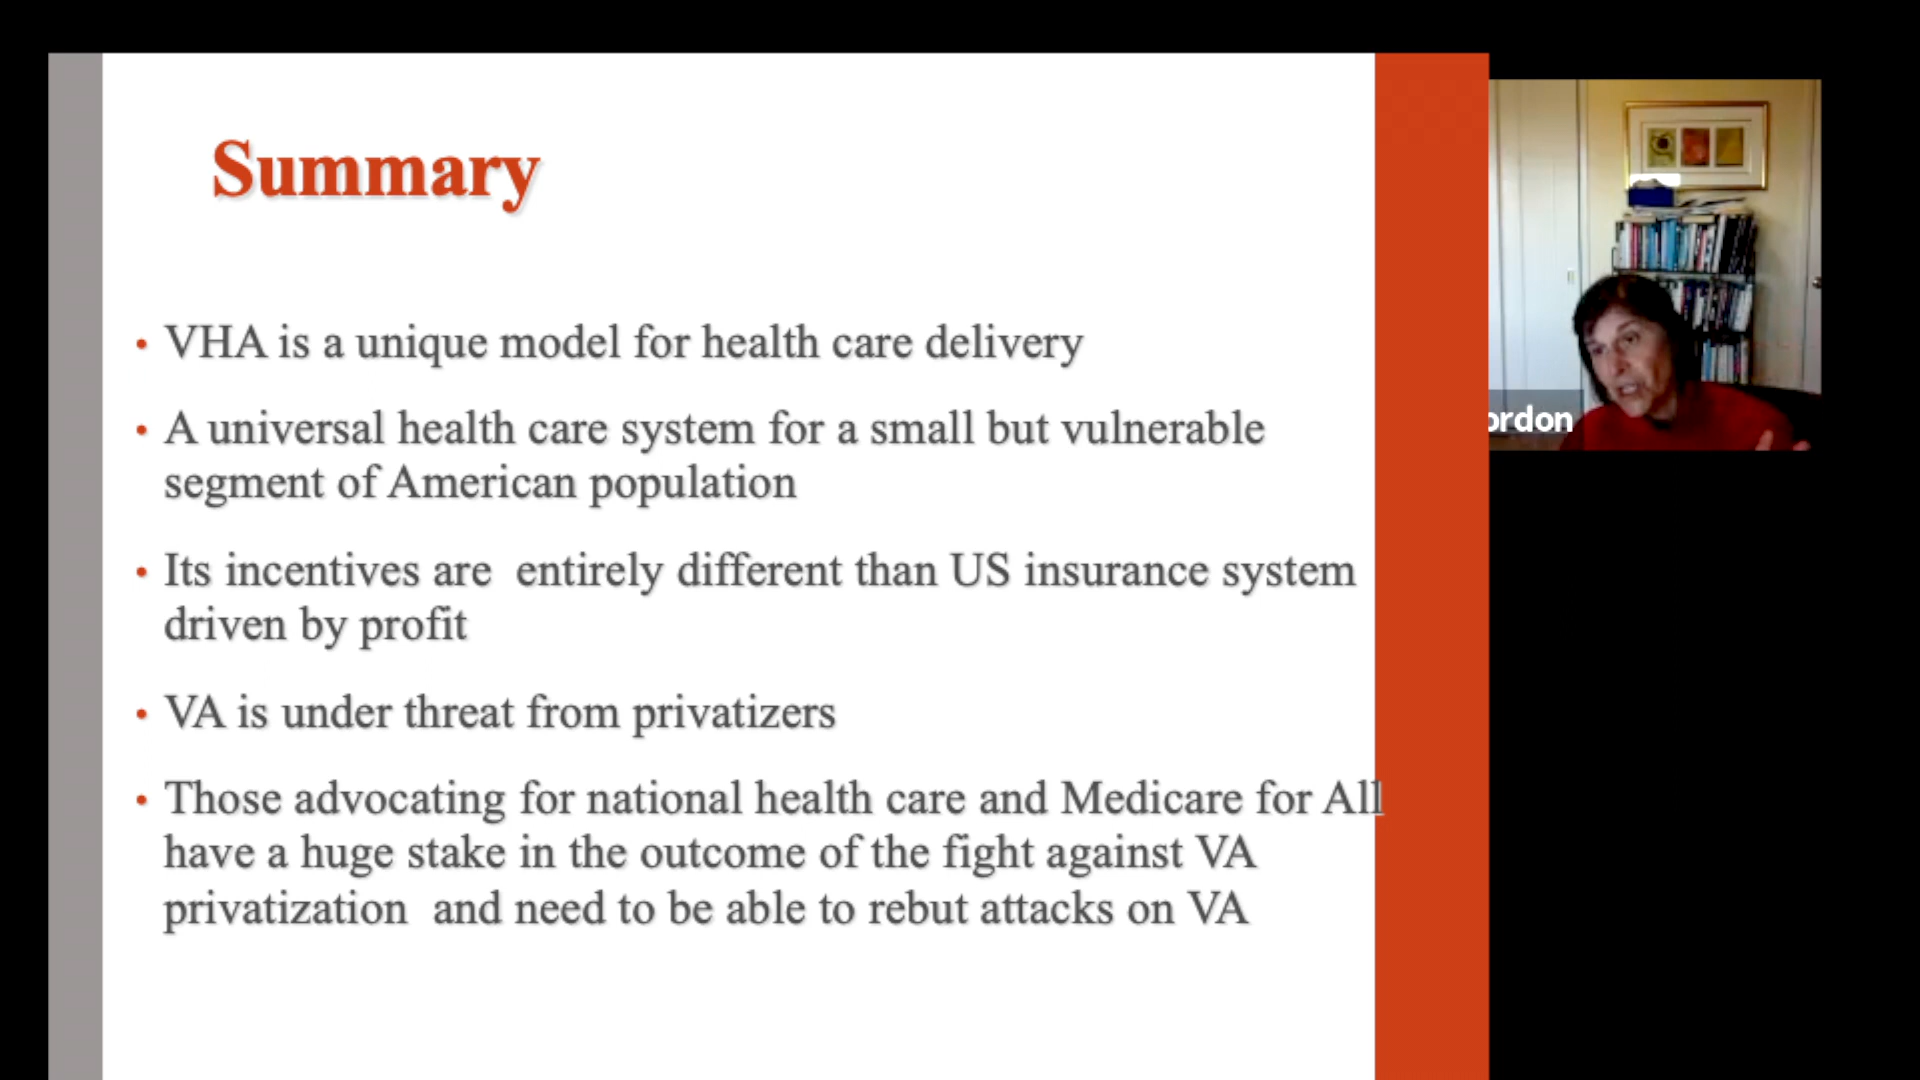 Summary
• VHA is a unique model for health care delivery
• A universal health care system for a small but vulnerable
segment of American population
• Its incentives are  entirely different than US insurance system
driven by profit
• VA is under threat from privatizers
• Those advocating for national health care and Medicare for All
have a huge stake in the outcome of the fight against VA
privatization  and need to be able to rebut attacks on VA
ordon